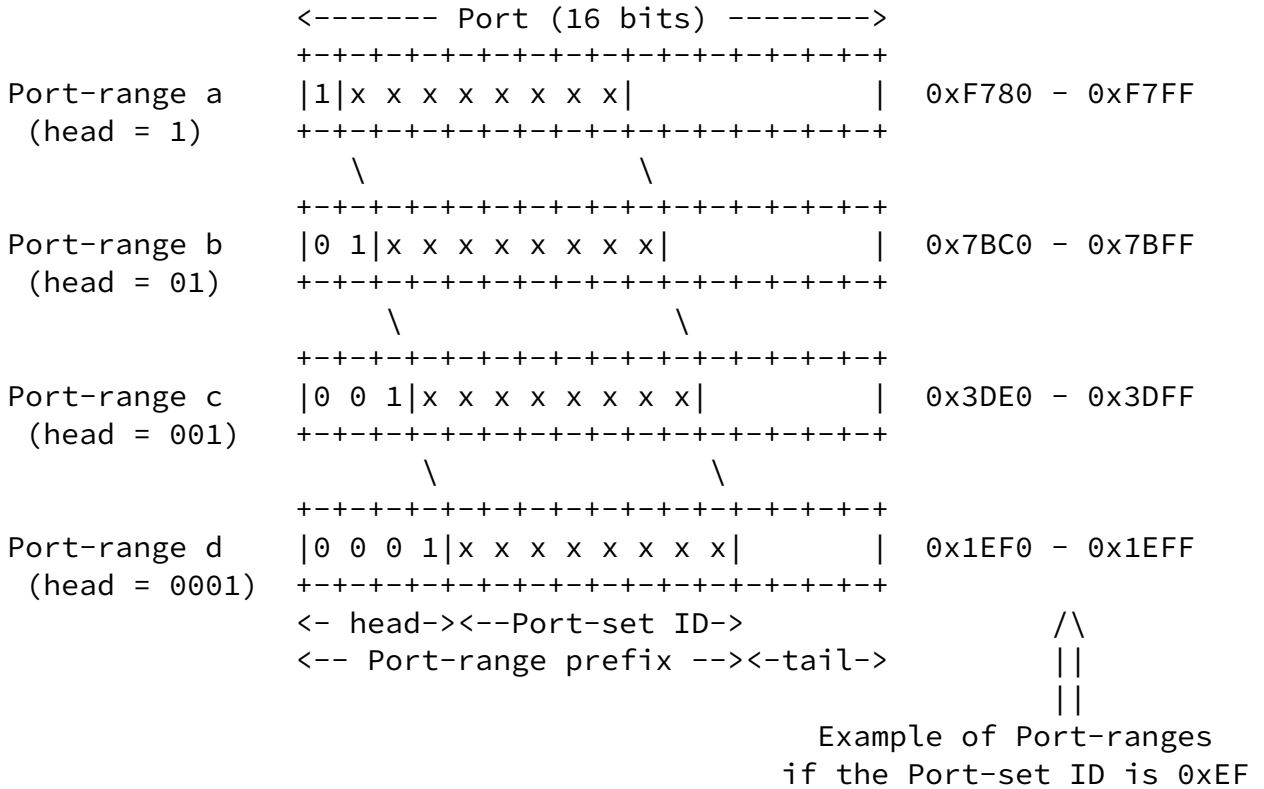 <------- Port (16 bits) -------->
                +-+-+-+-+-+-+-+-+-+-+-+-+-+-+-+-+
Port-range a    |1|x x x x x x x x|             |  0xF780 - 0xF7FF
 (head = 1)     +-+-+-+-+-+-+-+-+-+-+-+-+-+-+-+-+
                   \               \
                +-+-+-+-+-+-+-+-+-+-+-+-+-+-+-+-+
Port-range b    |0 1|x x x x x x x x|           |  0x7BC0 - 0x7BFF
 (head = 01)    +-+-+-+-+-+-+-+-+-+-+-+-+-+-+-+-+
                     \               \
                +-+-+-+-+-+-+-+-+-+-+-+-+-+-+-+-+
Port-range c    |0 0 1|x x x x x x x x|         |  0x3DE0 - 0x3DFF
 (head = 001)   +-+-+-+-+-+-+-+-+-+-+-+-+-+-+-+-+
                       \               \
                +-+-+-+-+-+-+-+-+-+-+-+-+-+-+-+-+
Port-range d    |0 0 0 1|x x x x x x x x|       |  0x1EF0 - 0x1EFF
 (head = 0001)  +-+-+-+-+-+-+-+-+-+-+-+-+-+-+-+-+
                <- head-><--Port-set ID->                 /\
                <-- Port-range prefix --><-tail->         ||
                                                          ||
                                             Example of Port-ranges
                                           if the Port-set ID is 0xEF